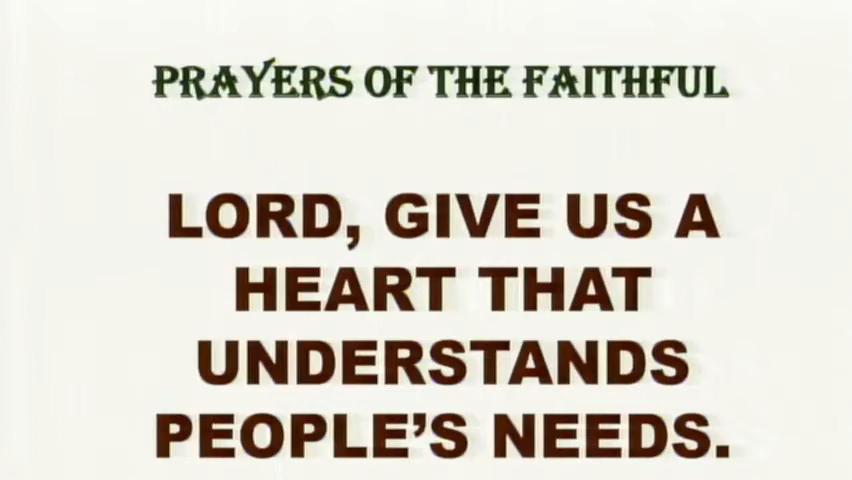 PRAYERS OF THE FAITHFUL
LORD, GIVE US A
HEART THAT
UNDERSTANDS
PEOPLE’S NEEDS.